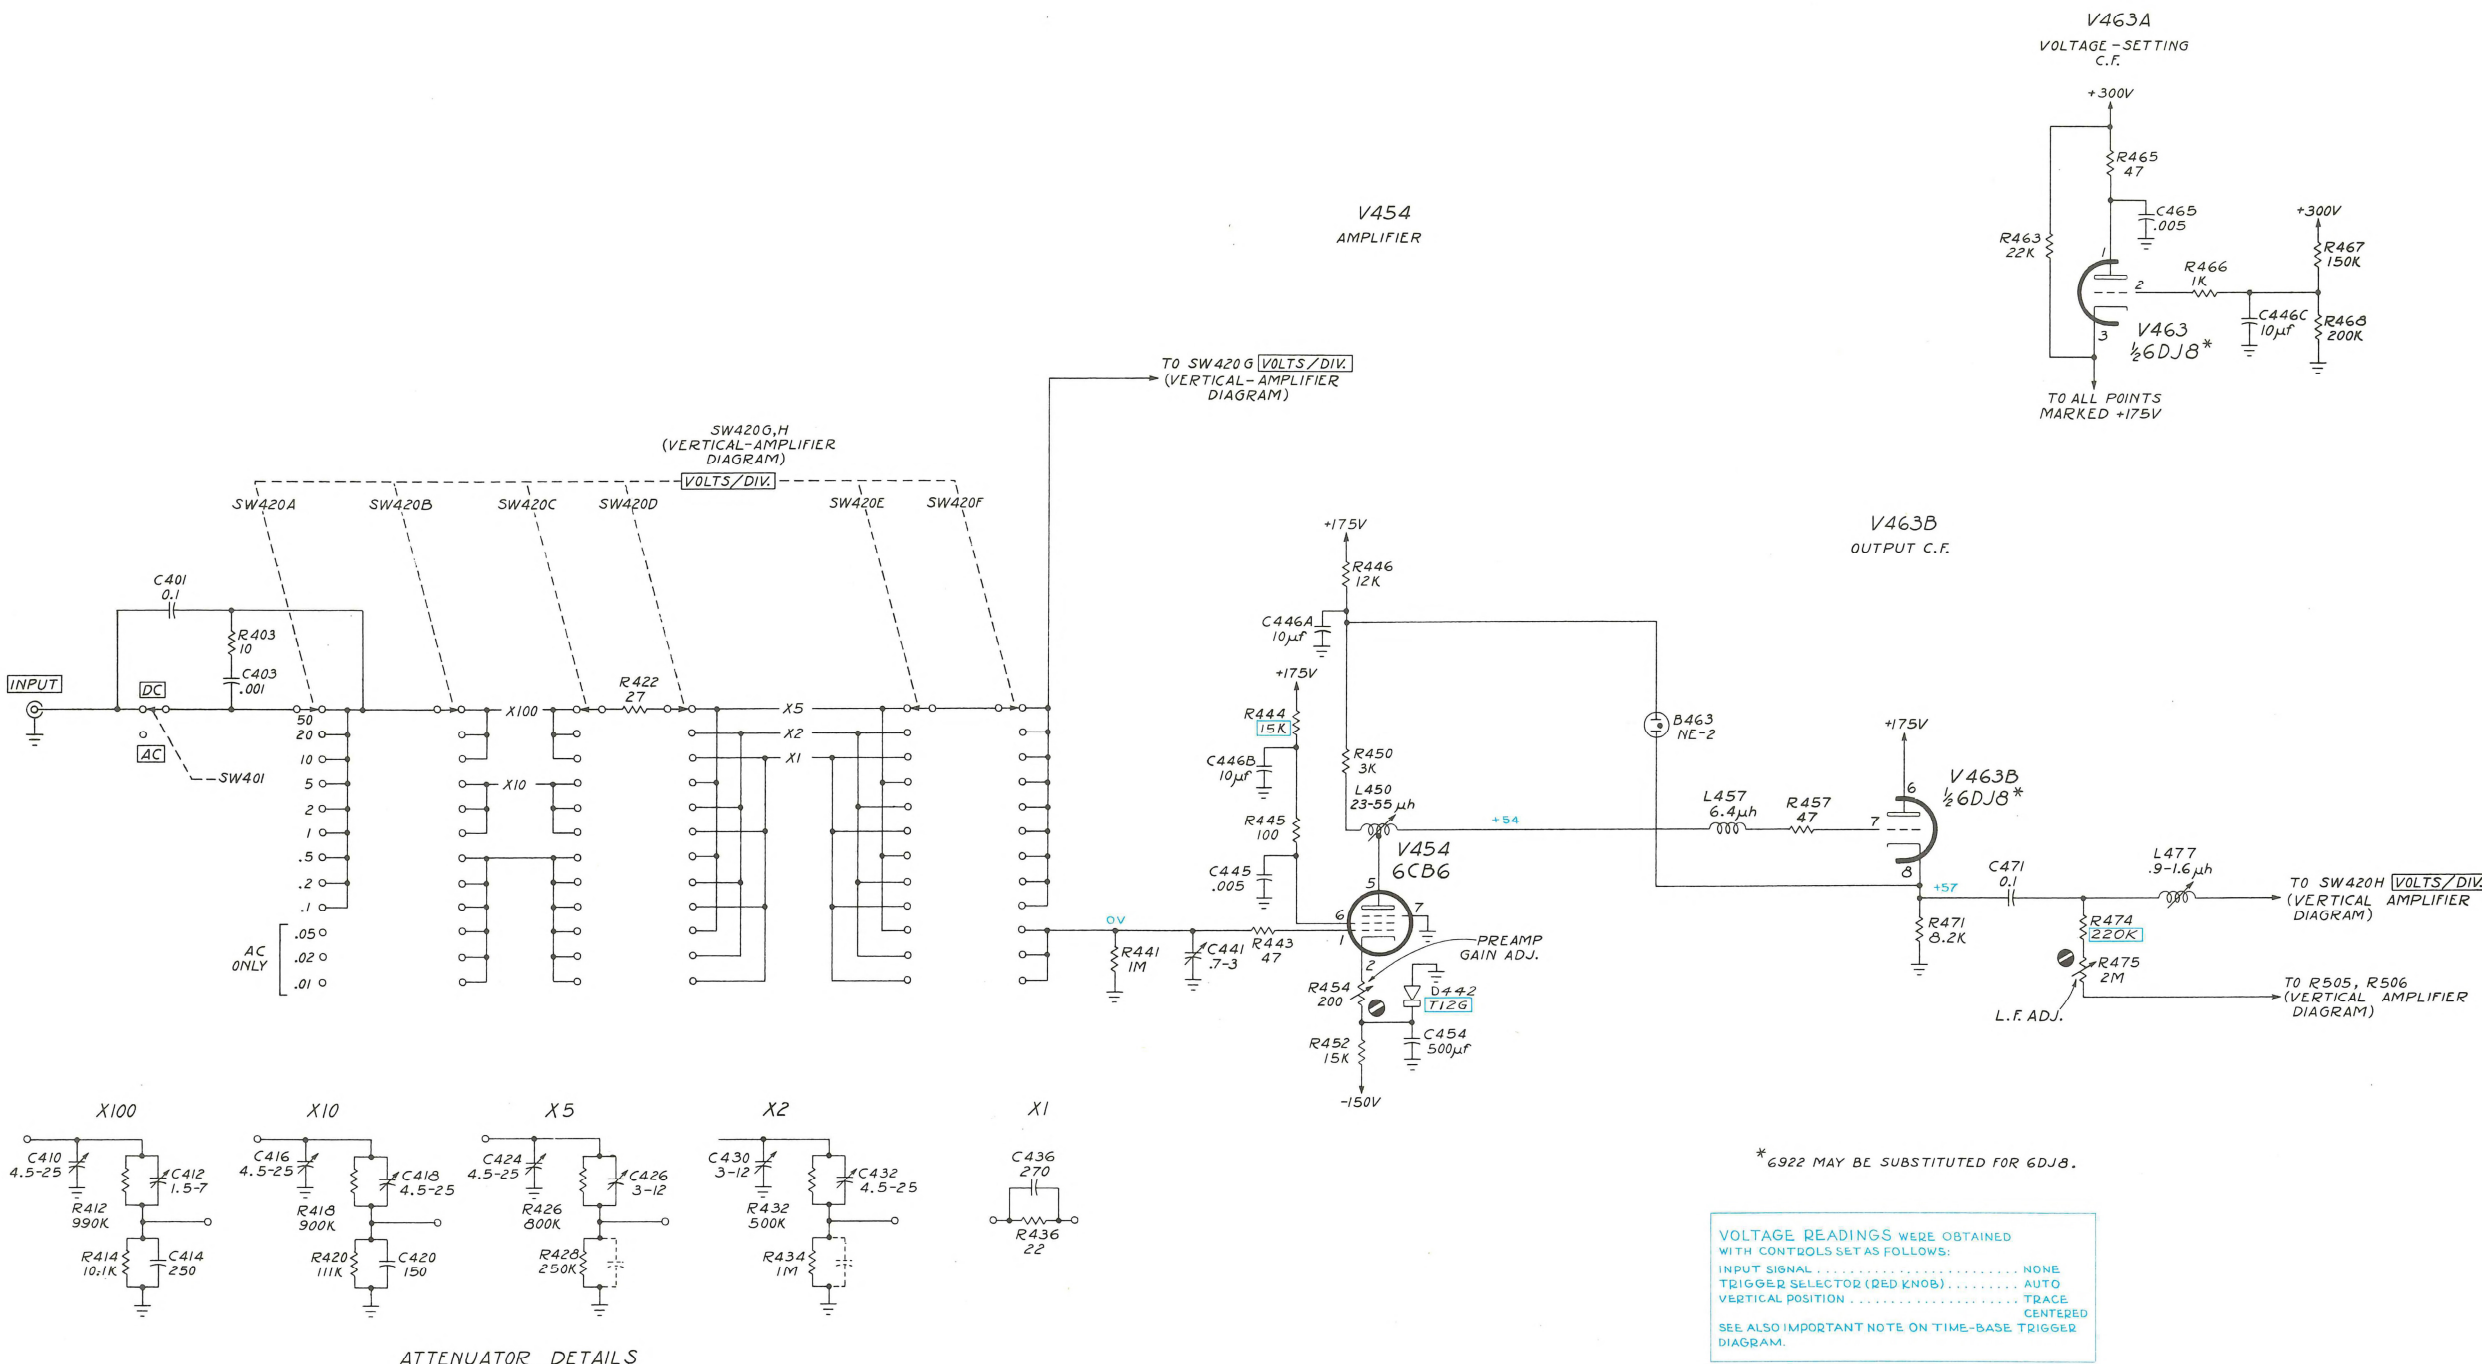 V463A
VOLTAGE-SETTING
C.F.
+300V
R465
47
C465
.005
R463
22K
1
2
3
R466
1K
+300V
R467
150K
C446C
10µf
R468
200K
V463
½6DJ8*
TO ALL POINTS
MARKED +175V
V454
AMPLIFIER
TO SW420G VOLTS/DIV.
(VERTICAL-AMPLIFIER
DIAGRAM)
SW420G,H
(VERTICAL-AMPLIFIER
DIAGRAM)
VOLTS/DIV.
SW420A
SW420B
SW420C
SW420D
SW420E
SW420F
C401
0.1
R403
10
C403
.001
INPUT
DC
AC
SW401
50
20
10
5
2
1
.5
.2
.1
AC
ONLY
.05
.02
.01
X100
X10
R422
27
X5
X2
X1
+175V
R446
12K
C446A
10µf
+175V
R444
15K
C446B
10µf
R445
100
C445
.005
R450
3K
L450
23-55µh
V454
6CB6
5
6
7
1
2
0V
R441
1M
C441
.7-3
R443
47
PREAMP
GAIN ADJ.
R454
200
D442
T12G
R452
15K
C454
500µf
-150V
+54
B463
NE-2
V463B
OUTPUT C.F.
+175V
L457
6.4µh
R457
47
6
7
8
V463B
½6DJ8*
+57
C471
0.1
L477
.9-1.6µh
R471
8.2K
R474
220K
R475
2M
L.F. ADJ.
TO SW420H VOLTS/DIV.
(VERTICAL AMPLIFIER
DIAGRAM)
TO R505, R506
(VERTICAL AMPLIFIER
DIAGRAM)
X100
C410
4.5-25
C412
1.5-7
R412
990K
R414
10.1K
C414
250
X10
C416
4.5-25
C418
4.5-25
R418
900K
R420
111K
C420
150
X5
C424
4.5-25
C426
3-12
R426
800K
R428
250K
X2
C430
3-12
C432
4.5-25
R432
500K
R434
1M
X1
C436
270
R436
22
ATTENUATOR DETAILS
*6922 MAY BE SUBSTITUTED FOR 6DJ8.
VOLTAGE READINGS WERE OBTAINED
WITH CONTROLS SET AS FOLLOWS:
INPUT SIGNAL ........................ NONE
TRIGGER SELECTOR (RED KNOB) ......... AUTO
VERTICAL POSITION .................... TRACE
CENTERED
SEE ALSO IMPORTANT NOTE ON TIME-BASE TRIGGER
DIAGRAM.